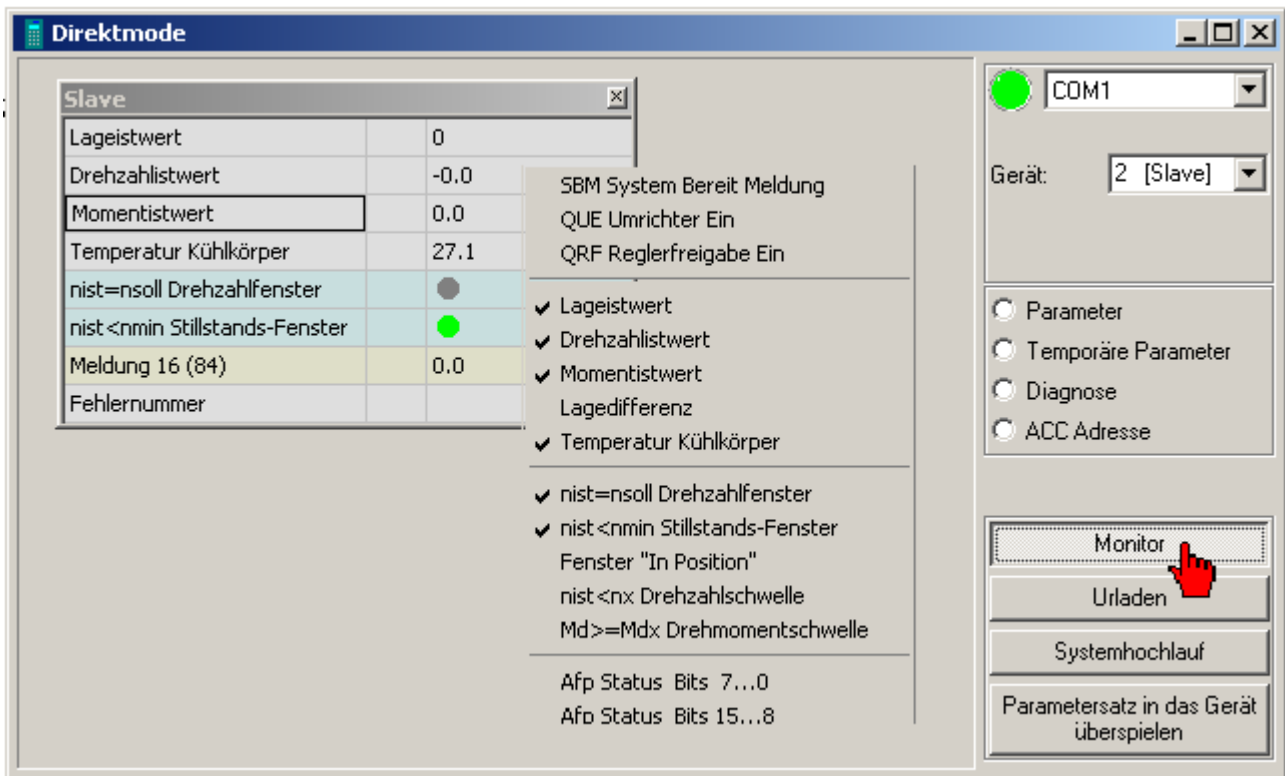 Direktmode
Slave
Lageistwert 0
Drehzahlistwert -0.0
Momentistwert 0.0
Temperatur Kühlkörper 27.1
nist=nsoll Drehzahlfenster
nist<nmin Stillstands-Fenster
Meldung 16 (84) 0.0
Fehlernummer
SBM System Bereit Meldung
QUE Umrichter Ein
QRF Reglerfreigabe Ein
Lageistwert
Drehzahlistwert
Momentistwert
Lagedifferenz
Temperatur Kühlkörper
nist=nsoll Drehzahlfenster
nist<nmin Stillstands-Fenster
Fenster "In Position"
nist<nx Drehzahlschwelle
Md>=Mdx Drehmomentschwelle
Afp Status Bits 7...0
Afp Status Bits 15...8
COM1
Gerät: 2 [Slave]
Parameter
Temporäre Parameter
Diagnose
ACC Adresse
Monitor
Urladen
Systemhochlauf
Parametersatz in das Gerät
überspielen